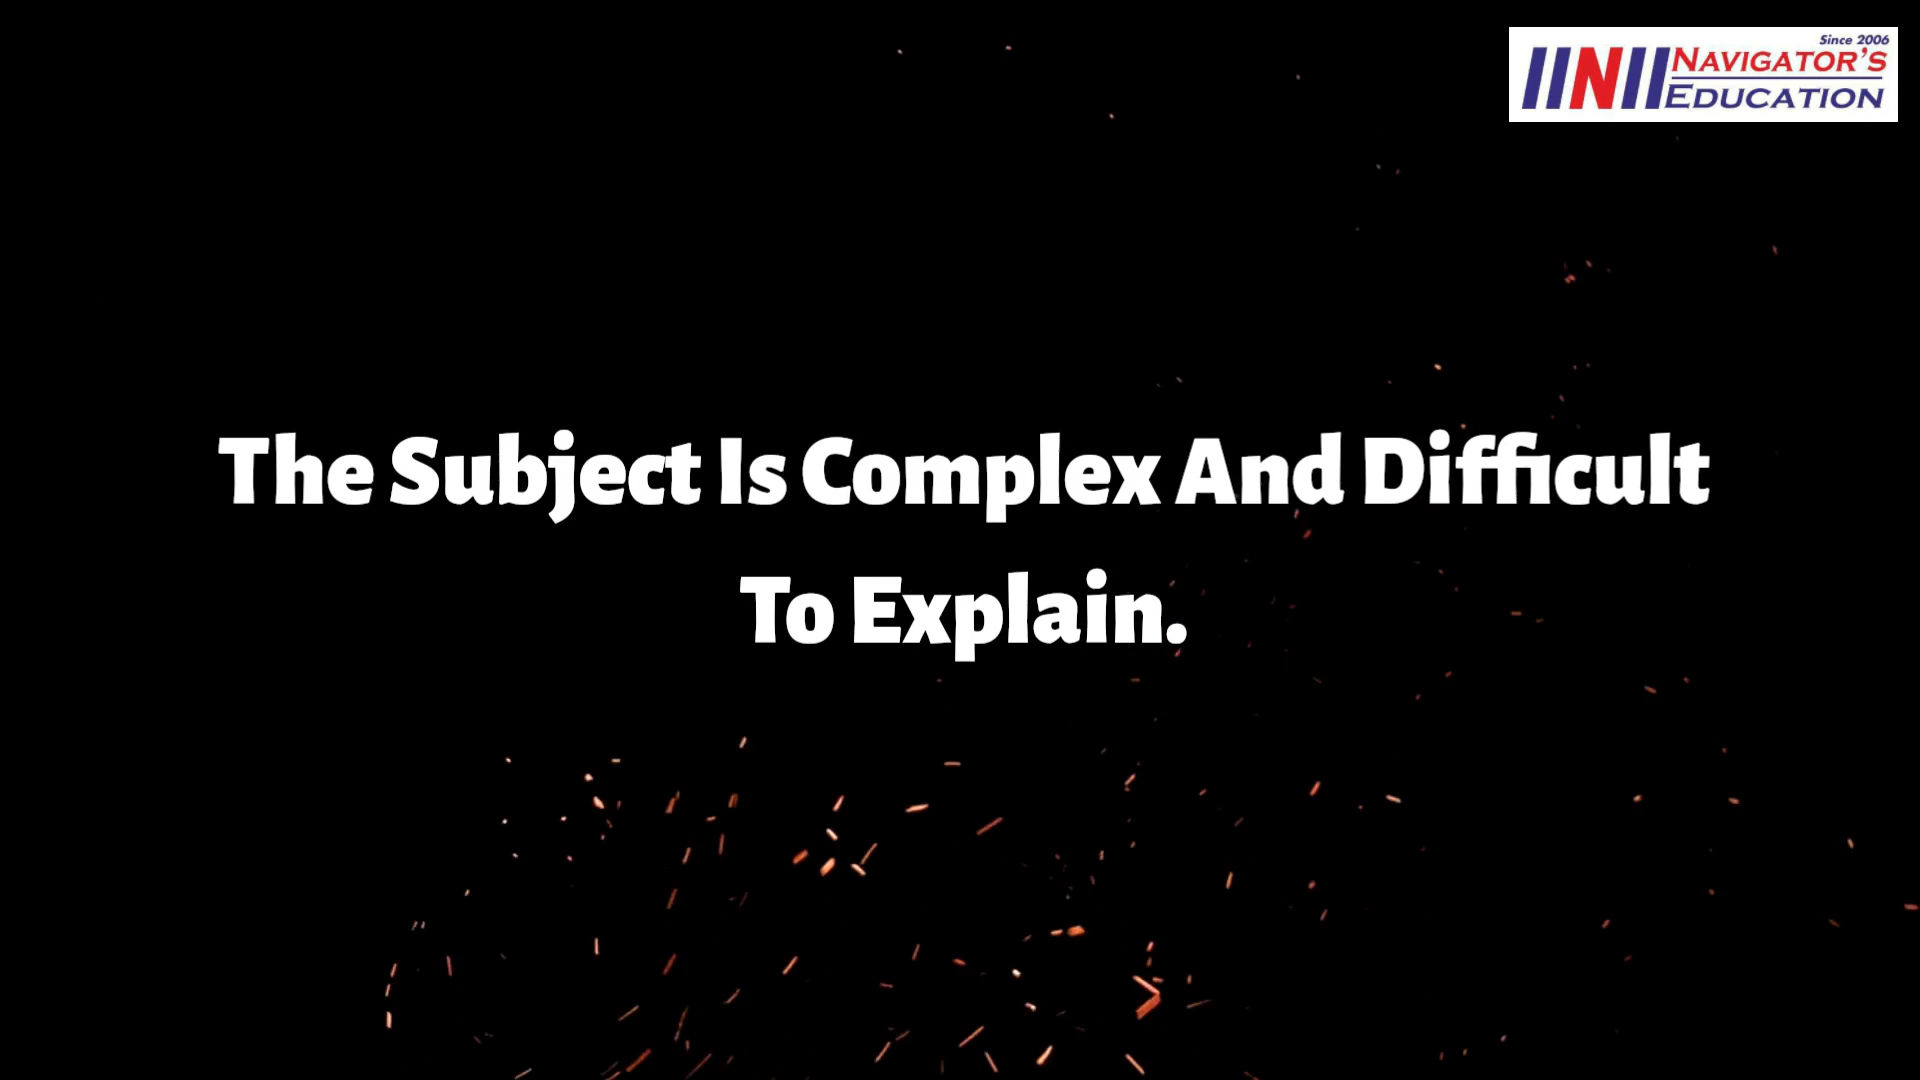 Since 2006
NAVIGATOR'S
EDUCATION
The Subject Is Complex And Difficult
To Explain.